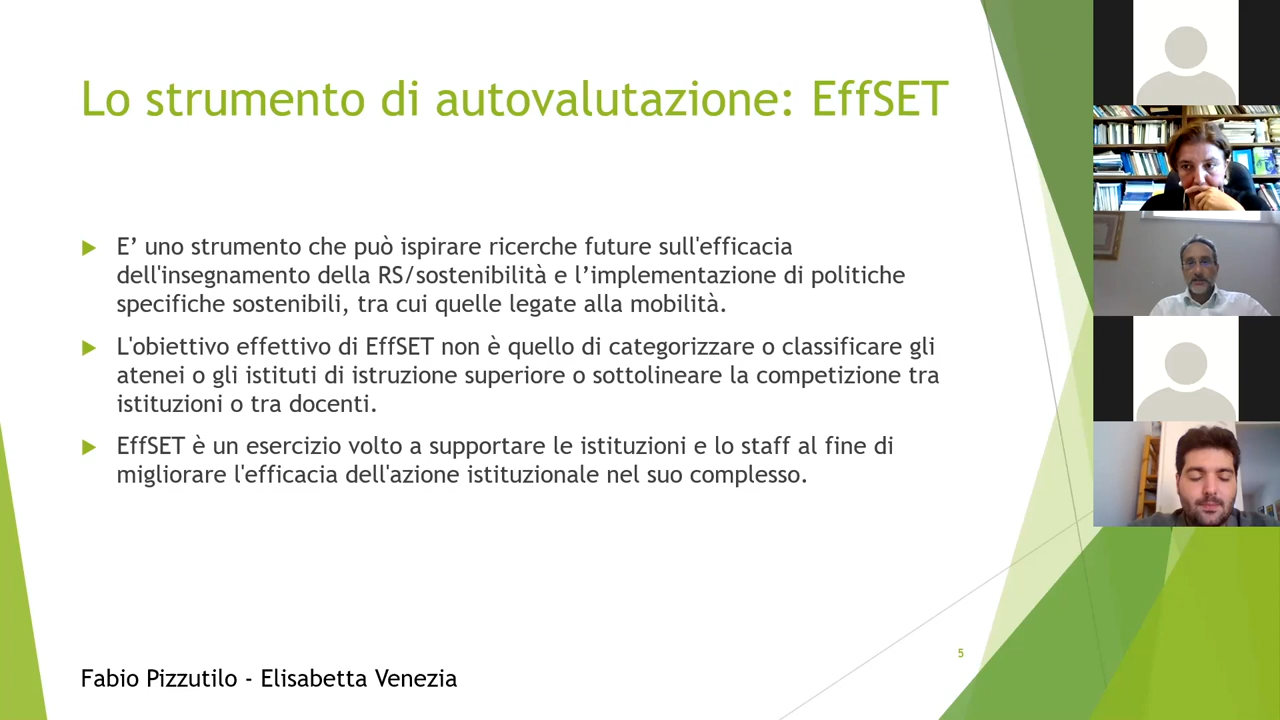 Lo strumento di autovalutazione: EffSET
E’ uno strumento che può ispirare ricerche future sull'efficacia
dell'insegnamento della RS/sostenibilità e l’implementazione di politiche
specifiche sostenibili, tra cui quelle legate alla mobilità.
L'obiettivo effettivo di EffSET non è quello di categorizzare o classificare gli
atenei o gli istituti di istruzione superiore o sottolineare la competizione tra
istituzioni o tra docenti.
EffSET è un esercizio volto a supportare le istituzioni e lo staff al fine di
migliorare l'efficacia dell'azione istituzionale nel suo complesso.
5
Fabio Pizzutilo - Elisabetta Venezia